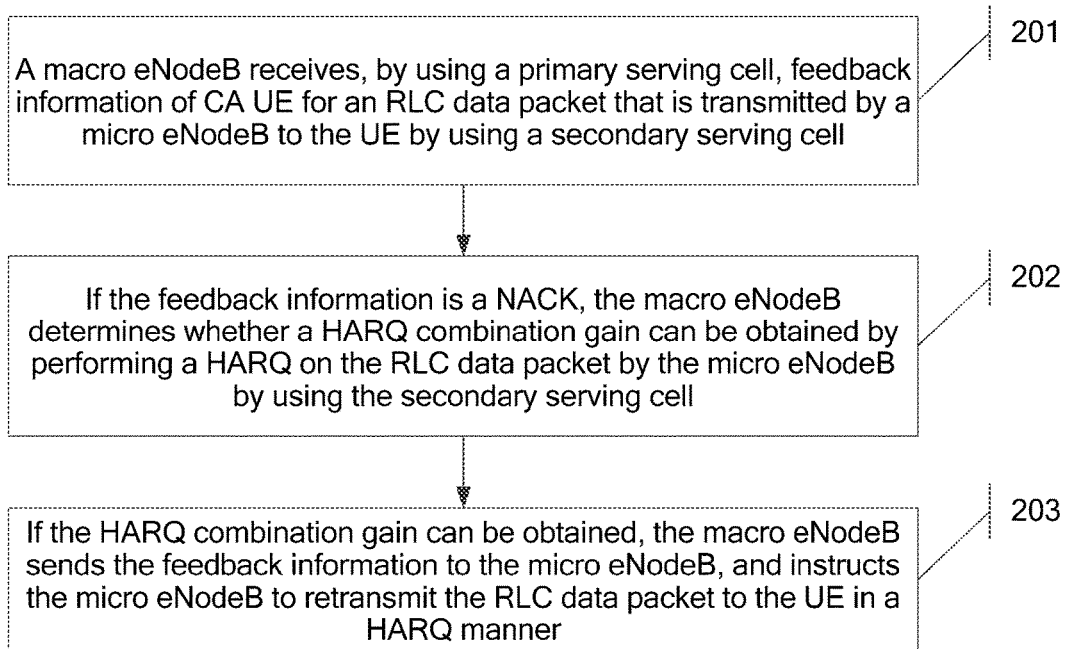 201
A macro eNodeB receives, by using a primary serving cell, feedback
information of CA UE for an RLC data packet that is transmitted by a
micro eNodeB to the UE by using a secondary serving cell
202
If the feedback information is a NACK, the macro eNodeB
determines whether a HARQ combination gain can be obtained by
performing a HARQ on the RLC data packet by the micro eNodeB
by using the secondary serving cell
203
If the HARQ combination gain can be obtained, the macro eNodeB
sends the feedback information to the micro eNodeB, and instructs
the micro eNodeB to retransmit the RLC data packet to the UE in a
HARQ manner